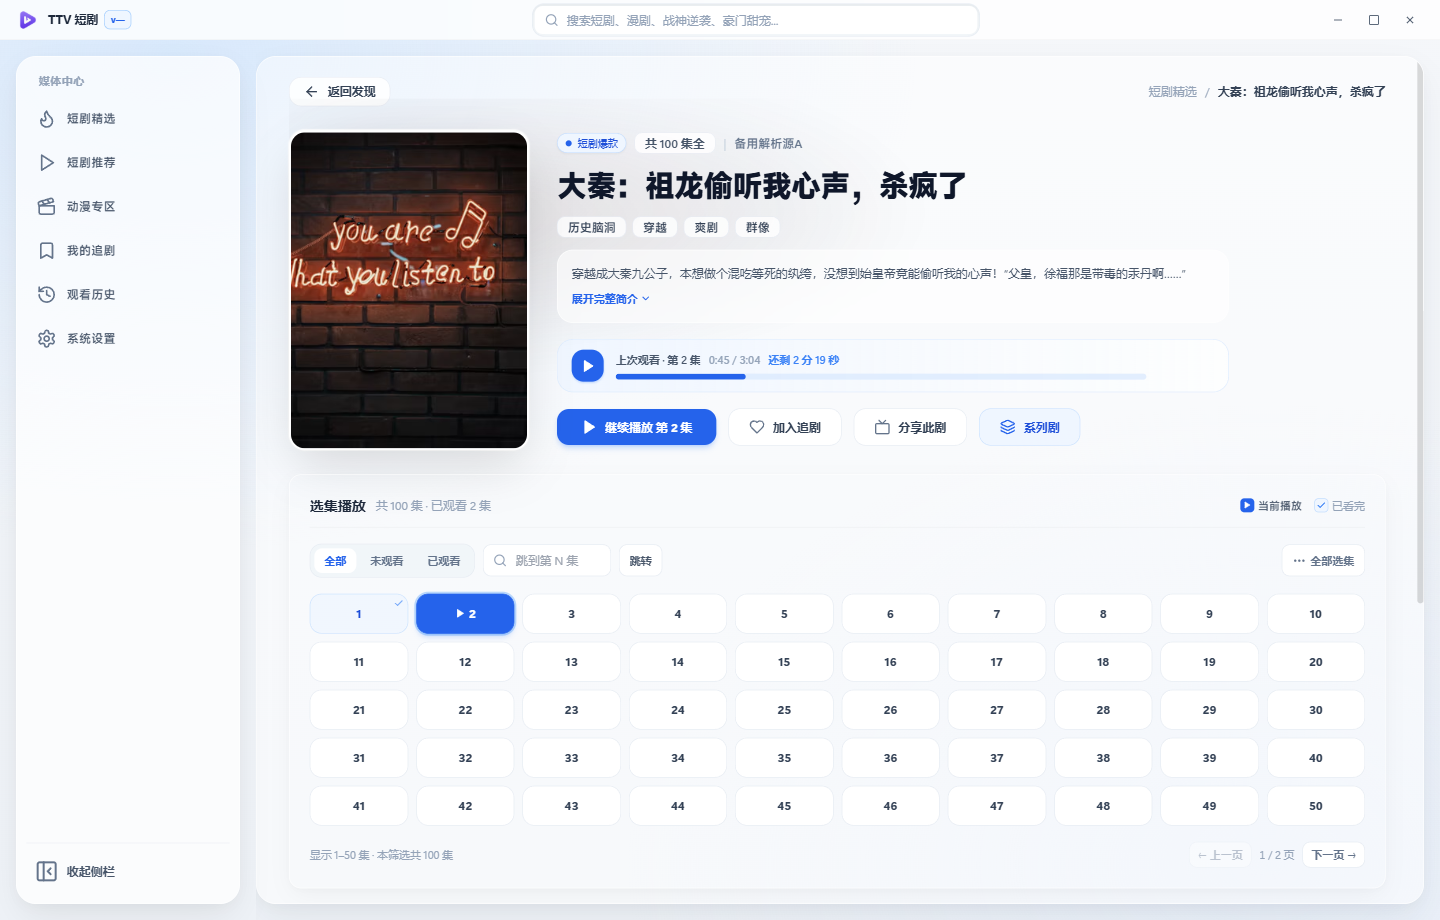 TTV 短剧 v—
搜索短剧、漫剧、战神逆袭、豪门甜宠...
媒体中心
短剧精选
短剧推荐
动漫专区
我的追剧
观看历史
系统设置
收起侧栏
返回发现
短剧精选 / 大秦：祖龙偷听我心声，杀疯了
you are
hat you listen to
短剧爆款 共 100 集全 | 备用解析源A
大秦：祖龙偷听我心声，杀疯了
历史脑洞 穿越 爽剧 群像
穿越成大秦九公子，本想做个混吃等死的纨绔，没想到始皇帝竟能偷听我的心声！“父皇，徐福那是带毒的汞丹啊……”
展开完整简介
上次观看 · 第 2 集 0:45 / 3:04 还剩 2 分 19 秒
继续播放 第 2 集 加入追剧 分享此剧 系列剧
选集播放 共 100 集 · 已观看 2 集 当前播放 已看完
全部 未观看 已观看 跳到第 N 集 跳转 ··· 全部选集
1 2 3 4 5 6 7 8 9 10
11 12 13 14 15 16 17 18 19 20
21 22 23 24 25 26 27 28 29 30
31 32 33 34 35 36 37 38 39 40
41 42 43 44 45 46 47 48 49 50
显示 1–50 集 · 本筛选共 100 集 ← 上一页 1 / 2 页 下一页 →